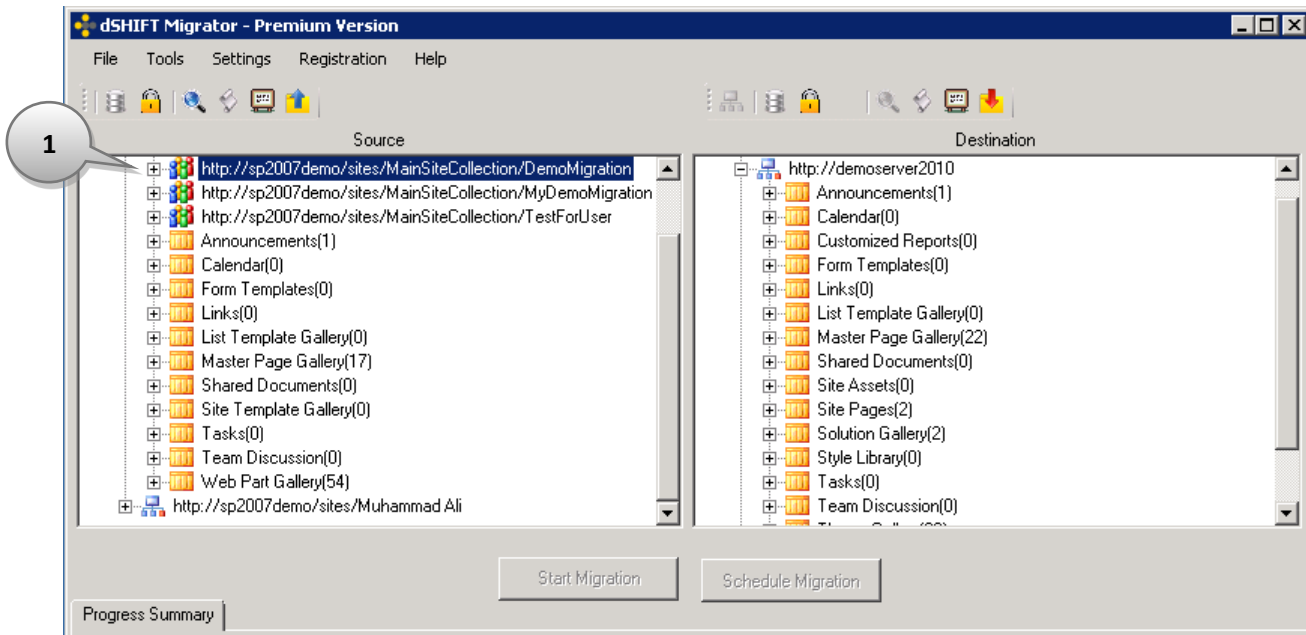 dSHIFT Migrator - Premium Version
File Tools Settings Registration Help
1
Source
http://sp2007demo/sites/MainSiteCollection/DemoMigration
http://sp2007demo/sites/MainSiteCollection/MyDemoMigration
http://sp2007demo/sites/MainSiteCollection/TestForUser
Announcements(1)
Calendar(0)
Form Templates(0)
Links(0)
List Template Gallery(0)
Master Page Gallery(17)
Shared Documents(0)
Site Template Gallery(0)
Tasks(0)
Team Discussion(0)
Web Part Gallery(54)
http://sp2007demo/sites/Muhammad Ali
Destination
http://demoserver2010
Announcements(1)
Calendar(0)
Customized Reports(0)
Form Templates(0)
Links(0)
List Template Gallery(0)
Master Page Gallery(22)
Shared Documents(0)
Site Assets(0)
Site Pages(2)
Solution Gallery(2)
Style Library(0)
Tasks(0)
Team Discussion(0)
Start Migration
Schedule Migration
Progress Summary